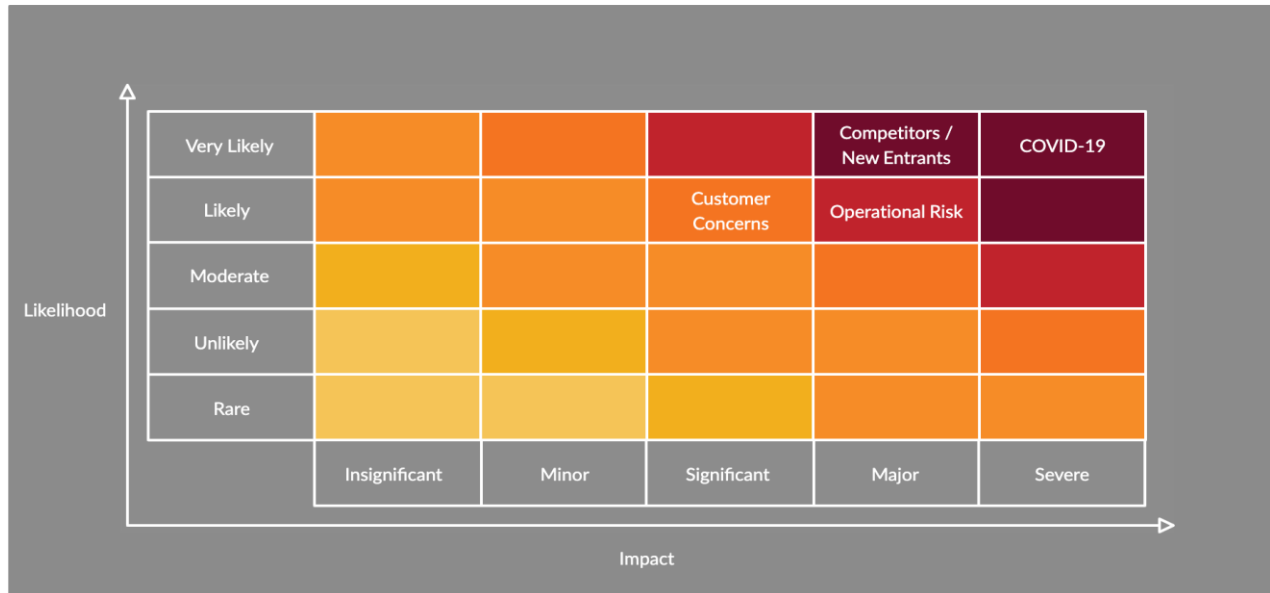 Very Likely
Competitors /
New Entrants
COVID-19
Likely
Customer
Concerns
Operational Risk
Moderate
Likelihood
Unlikely
Rare
Insignificant
Minor
Significant
Major
Severe
Impact